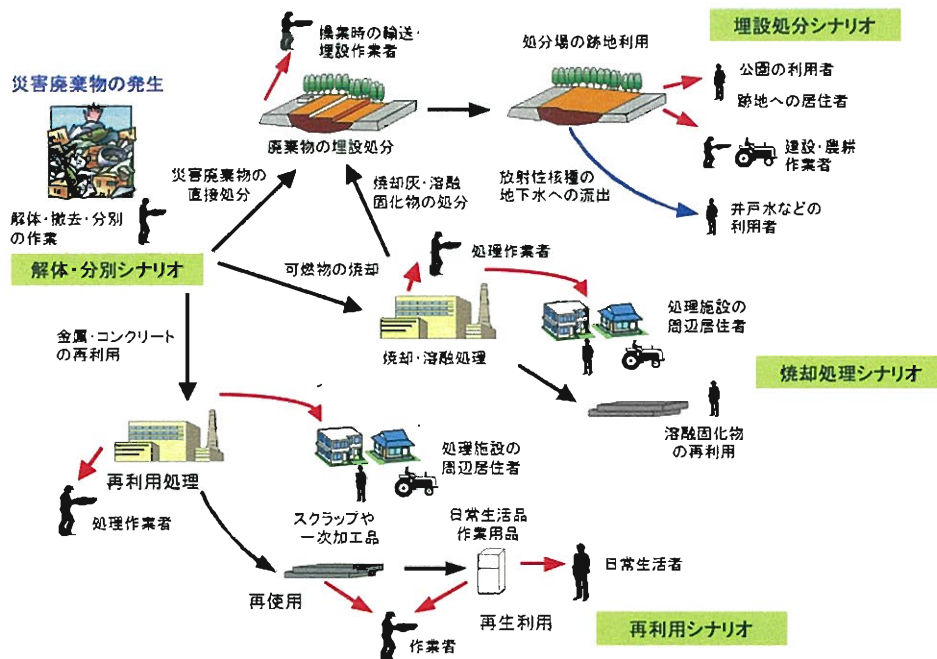 災害廃棄物の発生
解体・撤去・分別
の作業
解体・分別シナリオ
操業時の輸送・
埋設作業者
廃棄物の埋設処分
処分場の跡地利用
埋設処分シナリオ
公園の利用者
跡地への居住者
建設・農耕
作業者
井戸水などの
利用者
放射性核種の
地下水への流出
災害廃棄物の
直接処分
焼却灰・溶融
固化物の処分
可燃物の焼却
処理作業者
焼却・溶融処理
処理施設の
周辺居住者
焼却処理シナリオ
溶融固化物
の再利用
金属・コンクリート
の再利用
再利用処理
処理作業者
処理施設の
周辺居住者
スクラップや
一次加工品
再使用
日常生活品
作業用品
再生利用
日常生活者
作業者
再利用シナリオ